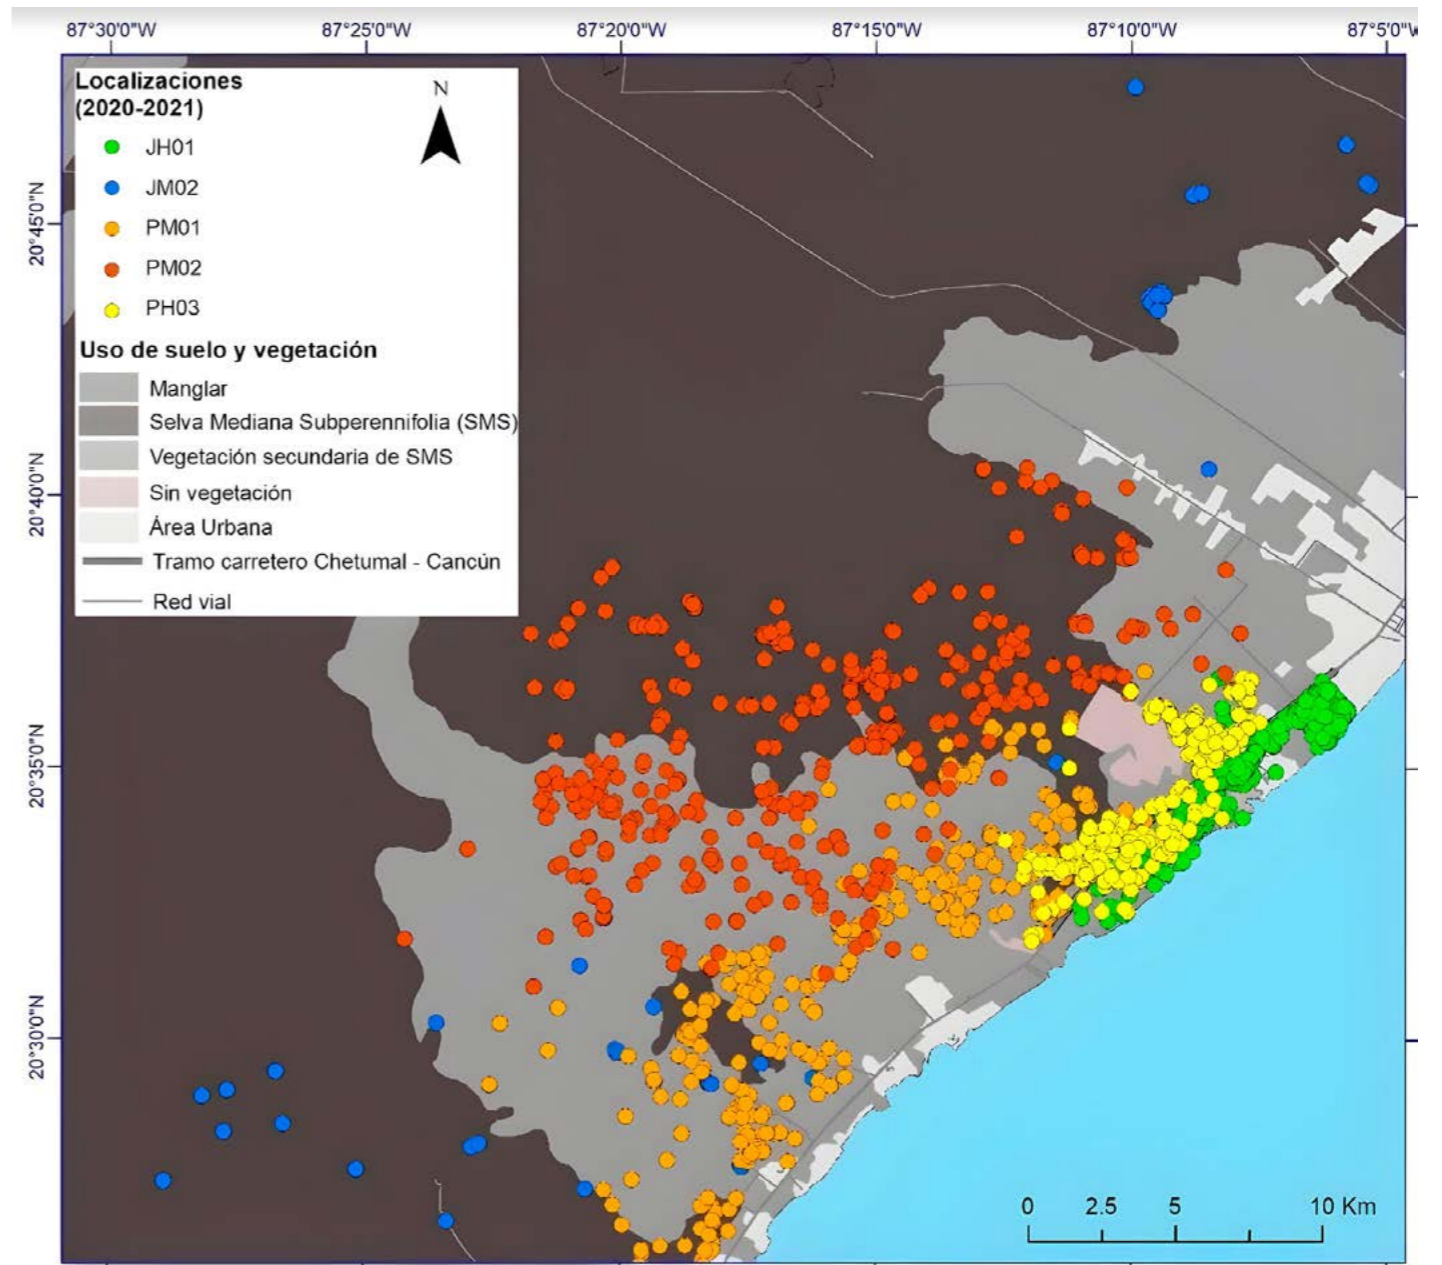 87°30'0"W 87°25'0"W 87°20'0"W 87°15'0"W 87°10'0"W 87°5'0"W
Localizaciones
(2020-2021)
N
JH01
JM02
PM01
PM02
PH03
Uso de suelo y vegetación
Manglar
Selva Mediana Subperennifolia (SMS)
Vegetación secundaria de SMS
Sin vegetación
Área Urbana
Tramo carretero Chetumal - Cancún
Red vial
20°45'0"N
20°40'0"N
20°35'0"N
20°30'0"N
0 2.5 5 10 Km